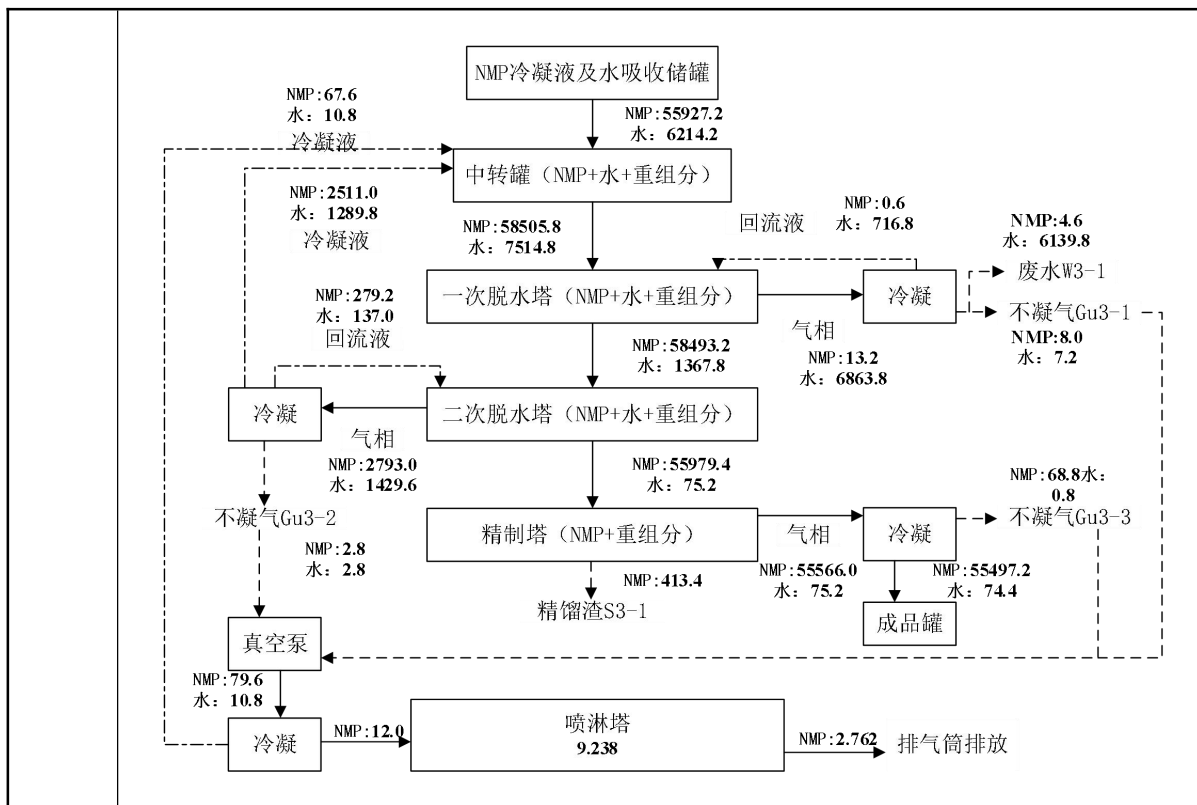 NMP冷凝液及水吸收储罐
NMP:67.6
水：10.8
冷凝液
NMP:55927.2
水：6214.2
中转罐（NMP+水+重组分）
NMP:2511.0
水：1289.8
冷凝液
NMP:58505.8
水：7514.8
回流液
NMP:0.6
水：716.8
NMP:4.6
水：6139.8
废水W3-1
一次脱水塔（NMP+水+重组分）
冷凝
不凝气Gu3-1
NMP:8.0
水：7.2
气相
NMP:13.2
水：6863.8
NMP:279.2
水：137.0
回流液
NMP:58493.2
水：1367.8
冷凝
二次脱水塔（NMP+水+重组分）
气相
NMP:2793.0
水：1429.6
NMP:55979.4
水：75.2
NMP:68.8水：
0.8
不凝气Gu3-2
NMP:2.8
水：2.8
精制塔（NMP+重组分）
气相
冷凝
不凝气Gu3-3
NMP:55566.0
水：75.2
NMP:55497.2
水：74.4
NMP:413.4
精馏渣S3-1
成品罐
真空泵
NMP:79.6
水：10.8
冷凝
NMP:12.0
喷淋塔
9.238
NMP:2.762
排气筒排放